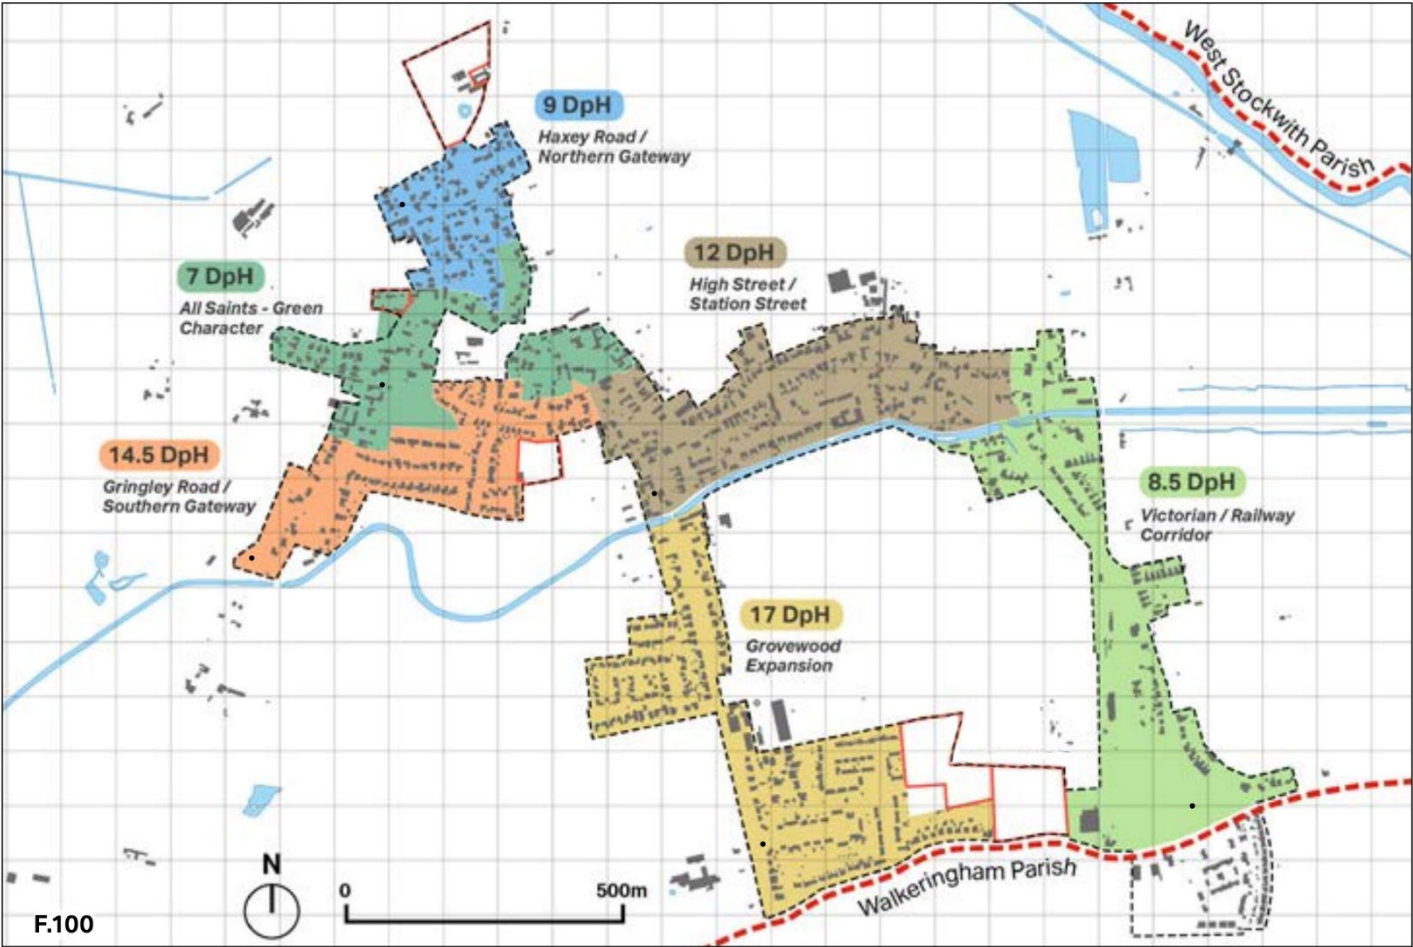 West Stockwith Parish
9 DpH
Haxey Road /
Northern Gateway
12 DpH
High Street /
Station Street
7 DpH
All Saints - Green
Character
14.5 DpH
Gringley Road /
Southern Gateway
8.5 DpH
Victorian / Railway
Corridor
17 DpH
Grovewood
Expansion
Walkeringham Parish
N
0
500m
F.100